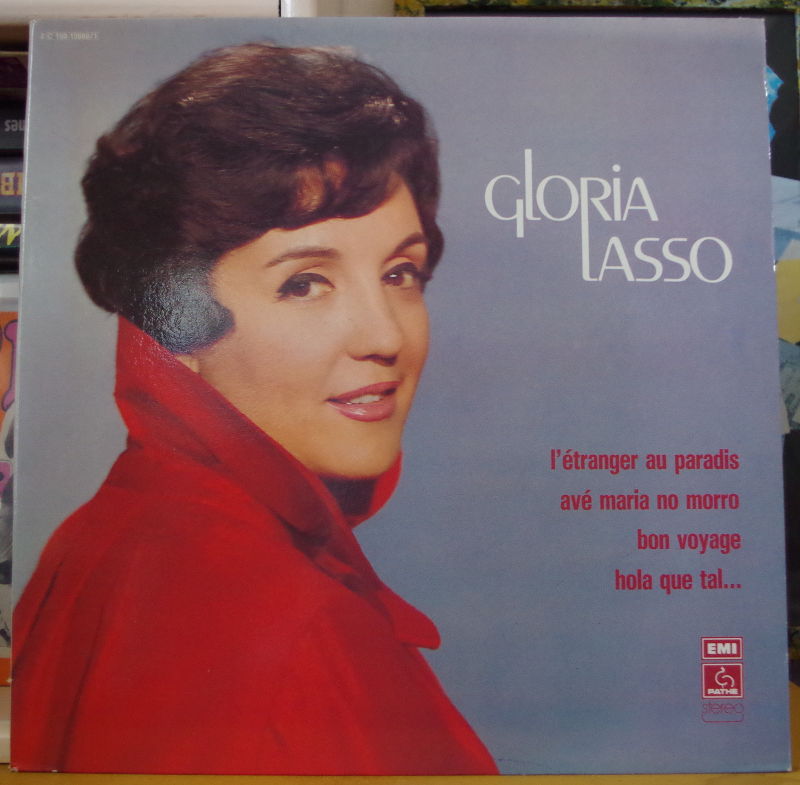 GLORIA
LASSO
l'étranger au paradis
avé maria no morro
bon voyage
hola que tal...
EMI
PATHE
stereo